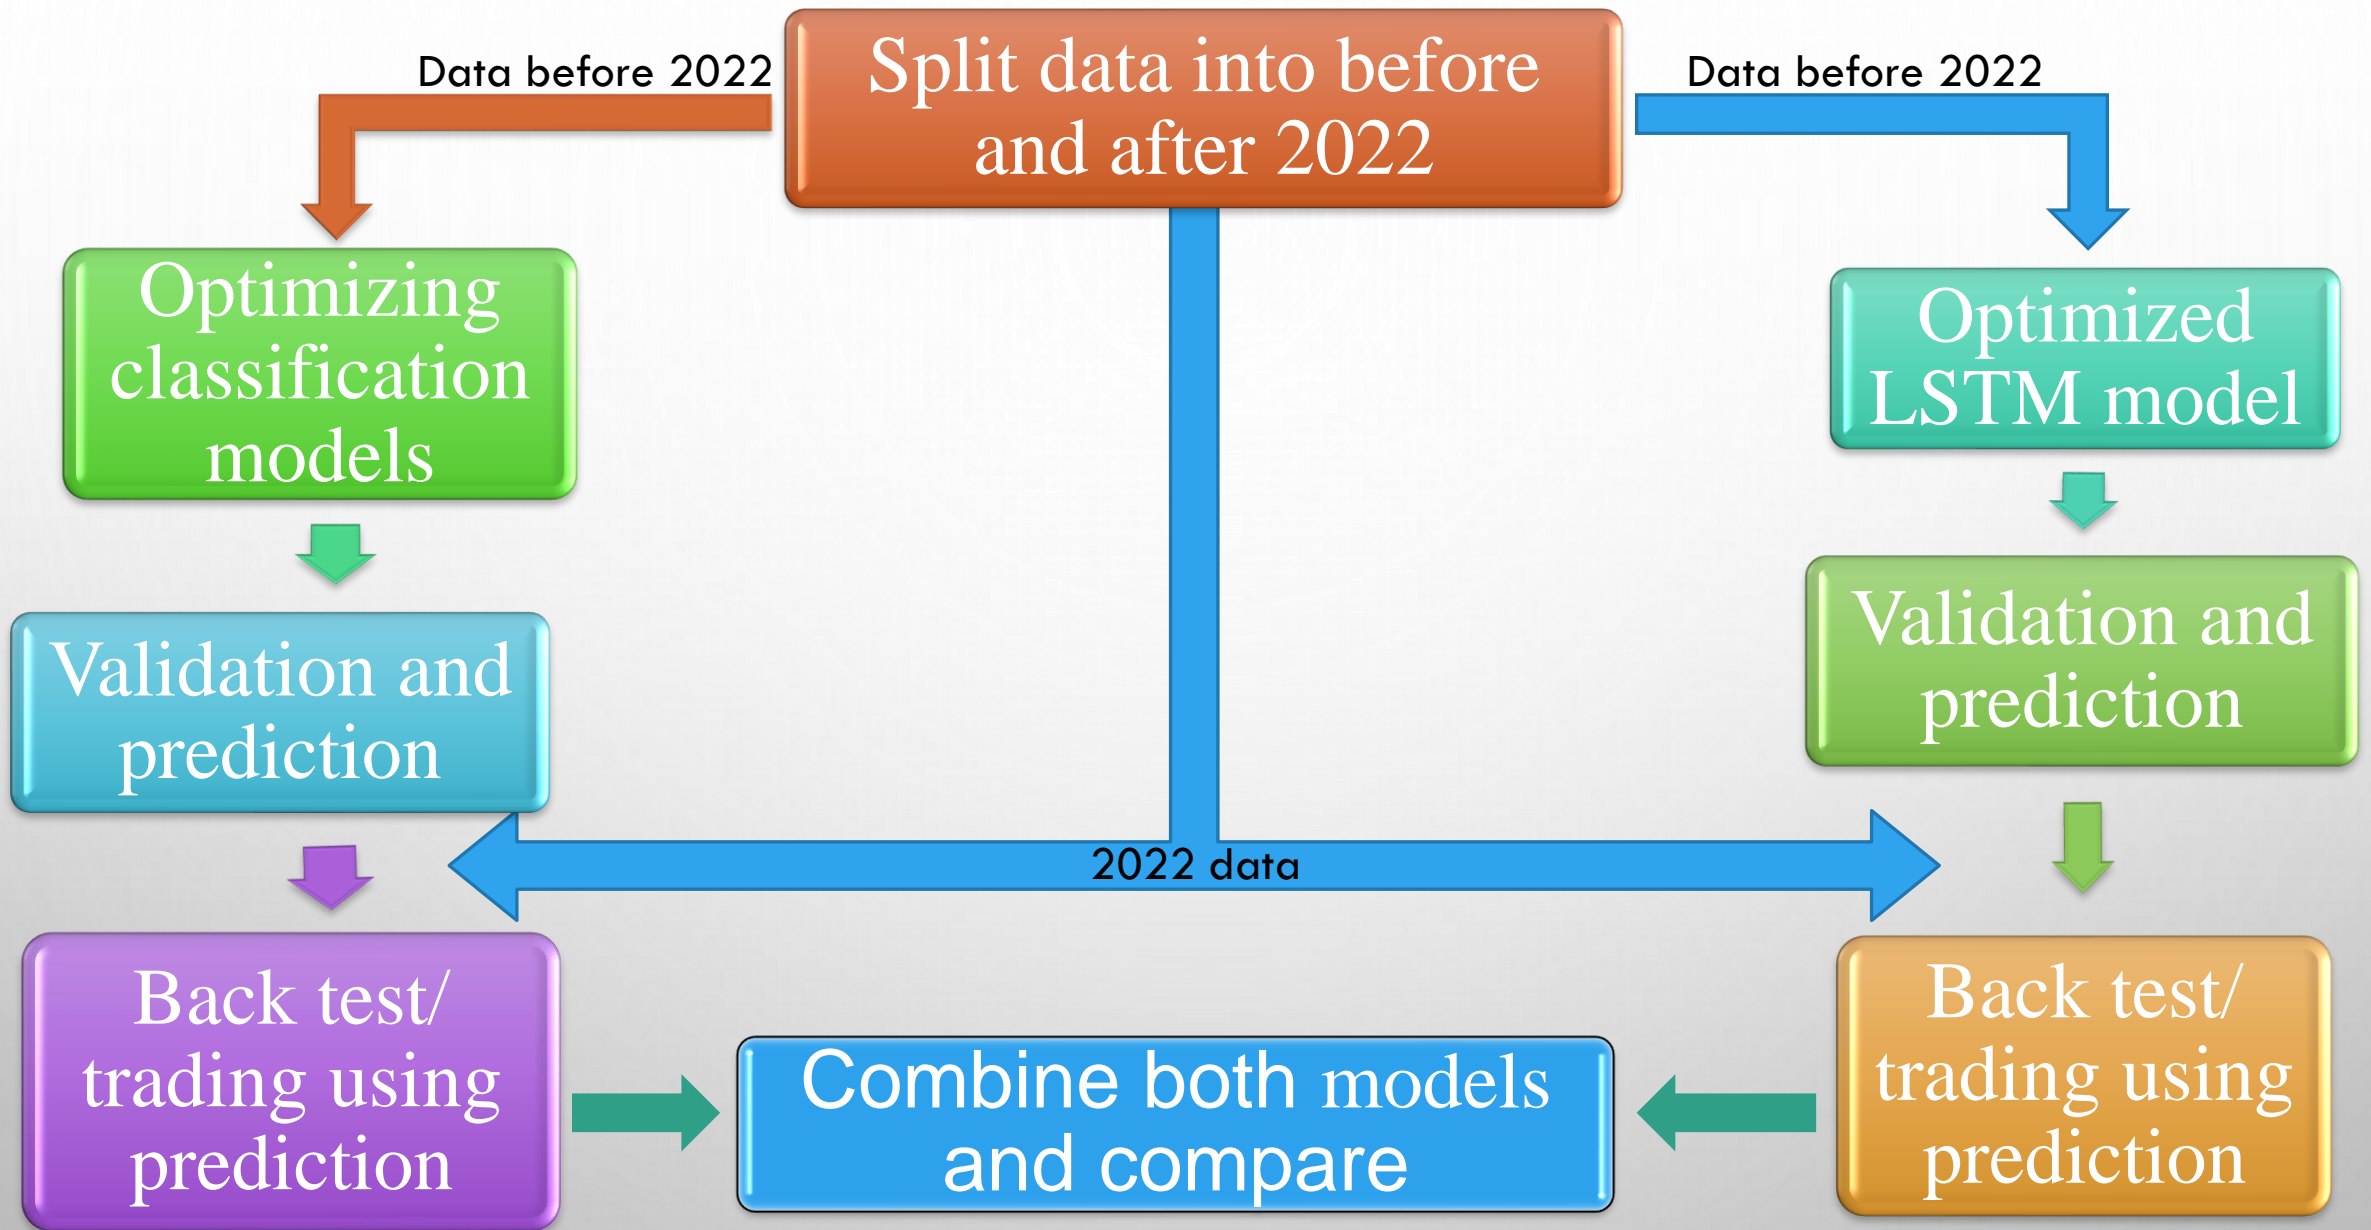 Data before 2022
Split data into before
and after 2022
Data before 2022
Optimizing
classification
models
Optimized
LSTM model
Validation and
prediction
Validation and
prediction
2022 data
Back test/
trading using
prediction
Combine both models
and compare
Back test/
trading using
prediction